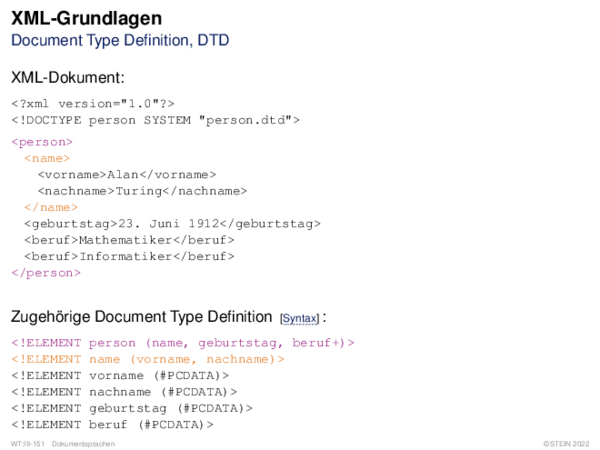 XML-Grundlagen
Document Type Definition, DTD
XML-Dokument:
<?xml version="1.0"?>
<!DOCTYPE person SYSTEM "person.dtd">
<person>
  <name>
    <vorname>Alan</vorname>
    <nachname>Turing</nachname>
  </name>
  <geburtstag>23. Juni 1912</geburtstag>
  <beruf>Mathematiker</beruf>
  <beruf>Informatiker</beruf>
</person>
Zugehörige Document Type Definition [Syntax] :
<!ELEMENT person (name, geburtstag, beruf+)>
<!ELEMENT name (vorname, nachname)>
<!ELEMENT vorname (#PCDATA)>
<!ELEMENT nachname (#PCDATA)>
<!ELEMENT geburtstag (#PCDATA)>
<!ELEMENT beruf (#PCDATA)>
WT:III-151 Dokumentsprachen
©STEIN 2022